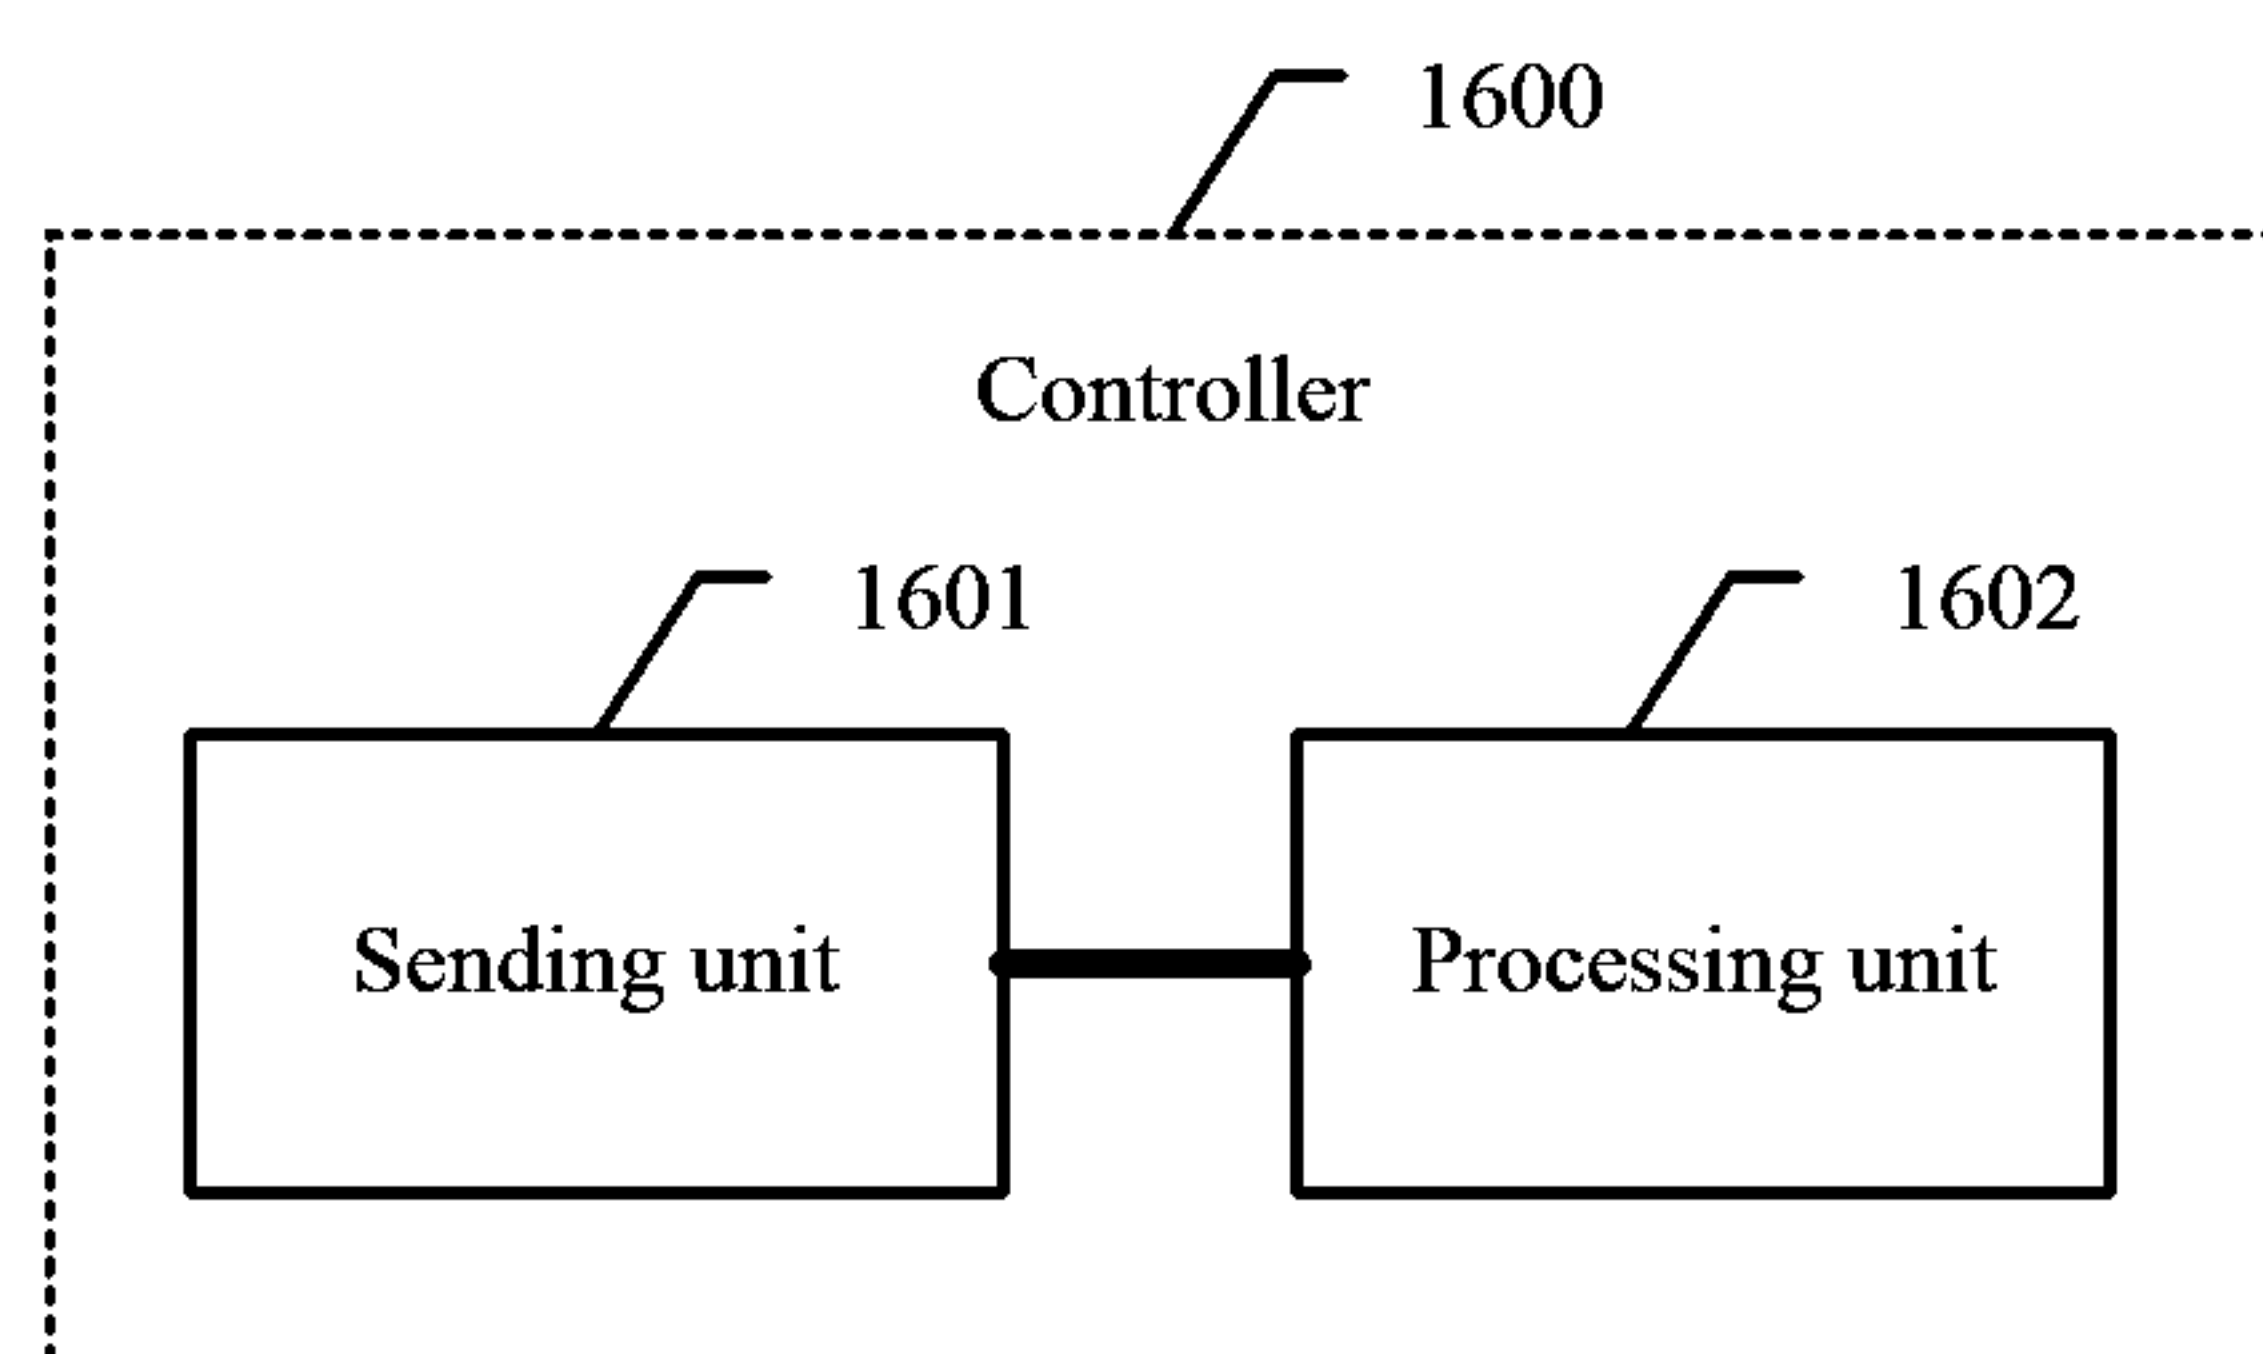 1600
Controller
1601
1602
Sending unit
Processing unit